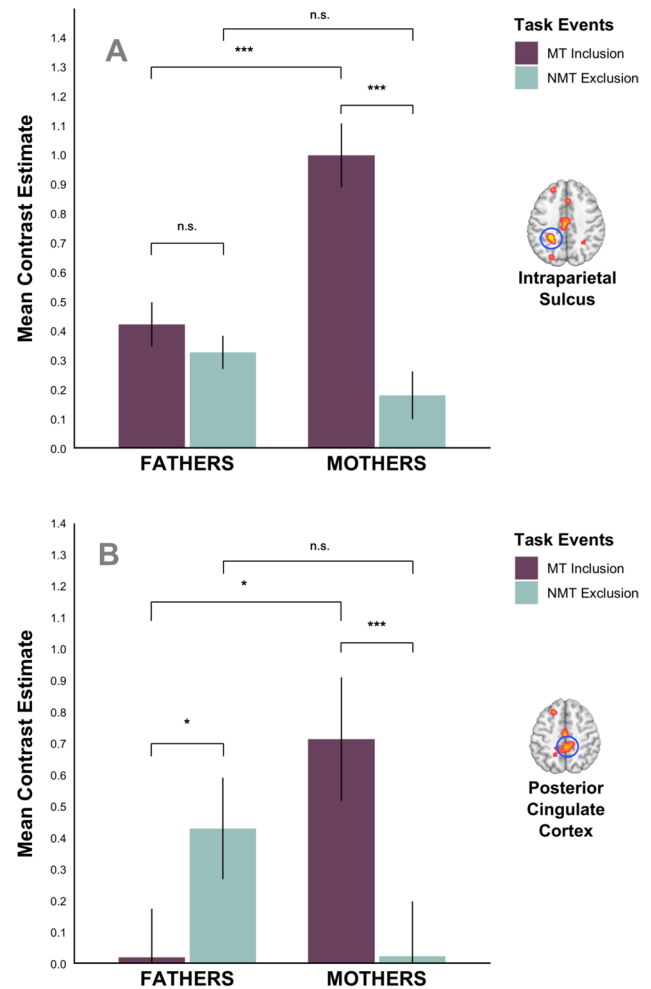 A
Mean Contrast Estimate
1.4
1.3
1.2
1.1
1.0
0.9
0.8
0.7
0.6
0.5
0.4
0.3
0.2
0.1
0.0
n.s.
***
***
n.s.
FATHERS
MOTHERS
Task Events
MT Inclusion
NMT Exclusion
Intraparietal
Sulcus
B
Mean Contrast Estimate
1.4
1.3
1.2
1.1
1.0
0.9
0.8
0.7
0.6
0.5
0.4
0.3
0.2
0.1
0.0
n.s.
*
***
*
FATHERS
MOTHERS
Task Events
MT Inclusion
NMT Exclusion
Posterior
Cingulate
Cortex